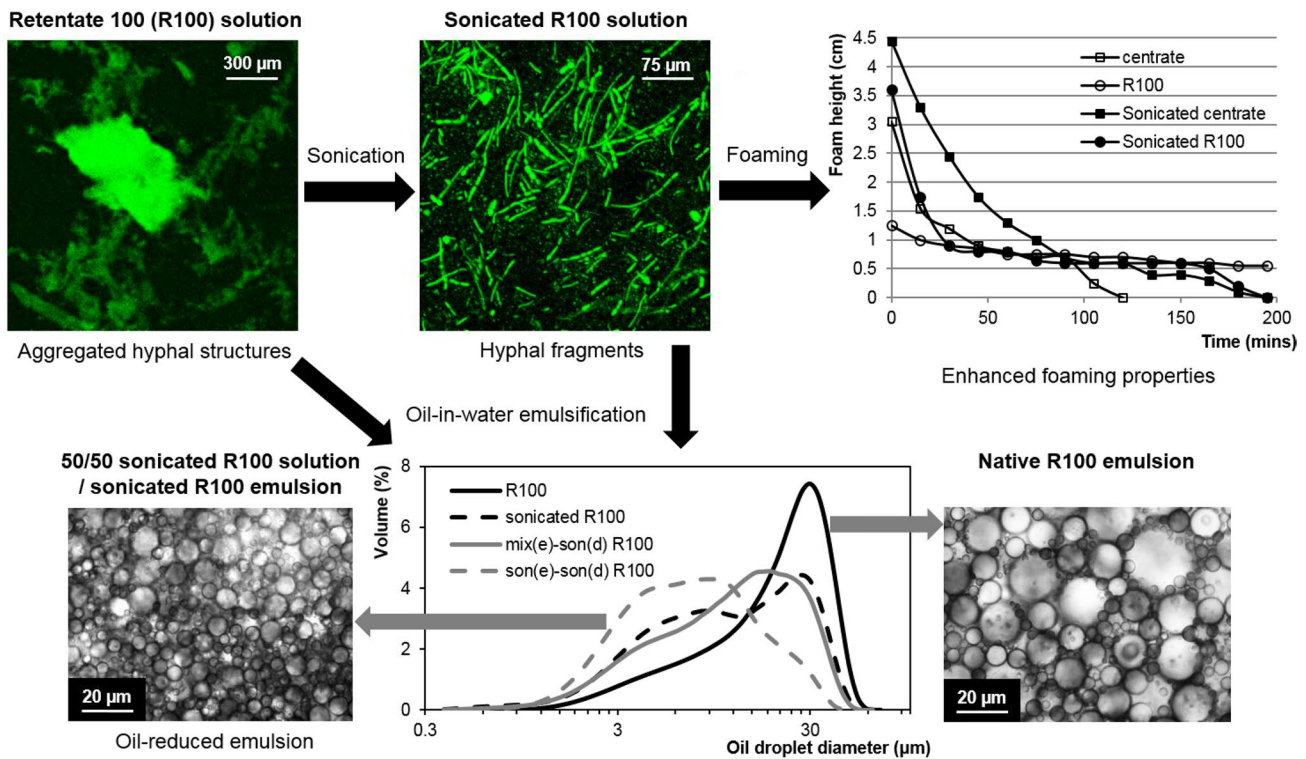 Retentate 100 (R100) solution
300 µm
Aggregated hyphal structures
Sonication
Sonicated R100 solution
75 µm
Hyphal fragments
Foaming
Foam height (cm)
4.5
4
3.5
3
2.5
2
1.5
1
0.5
0
centrate
R100
Sonicated centrate
Sonicated R100
0
50
100
150
200
Time (mins)
Enhanced foaming properties
Oil-in-water emulsification
50/50 sonicated R100 solution
/ sonicated R100 emulsion
20 µm
Oil-reduced emulsion
Volume (%)
8
6
4
2
0
R100
sonicated R100
mix(e)-son(d) R100
son(e)-son(d) R100
0.3
3
30
Oil droplet diameter (µm)
Native R100 emulsion
20 µm